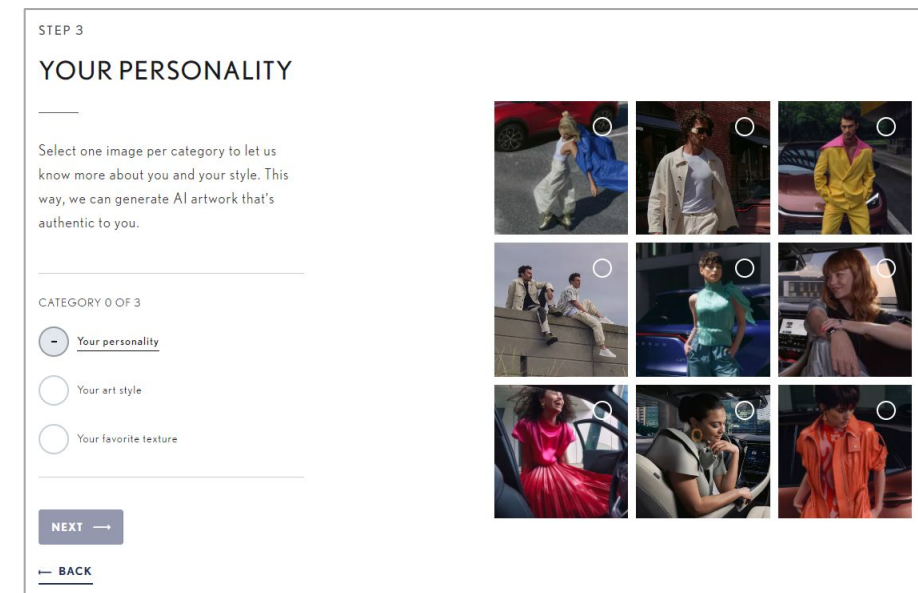 STEP 3
YOUR PERSONALITY
Select one image per category to let us
know more about you and your style. This
way, we can generate AI artwork that's
authentic to you.
CATEGORY 0 OF 3
Your personality
Your art style
Your favorite texture
NEXT →
← BACK